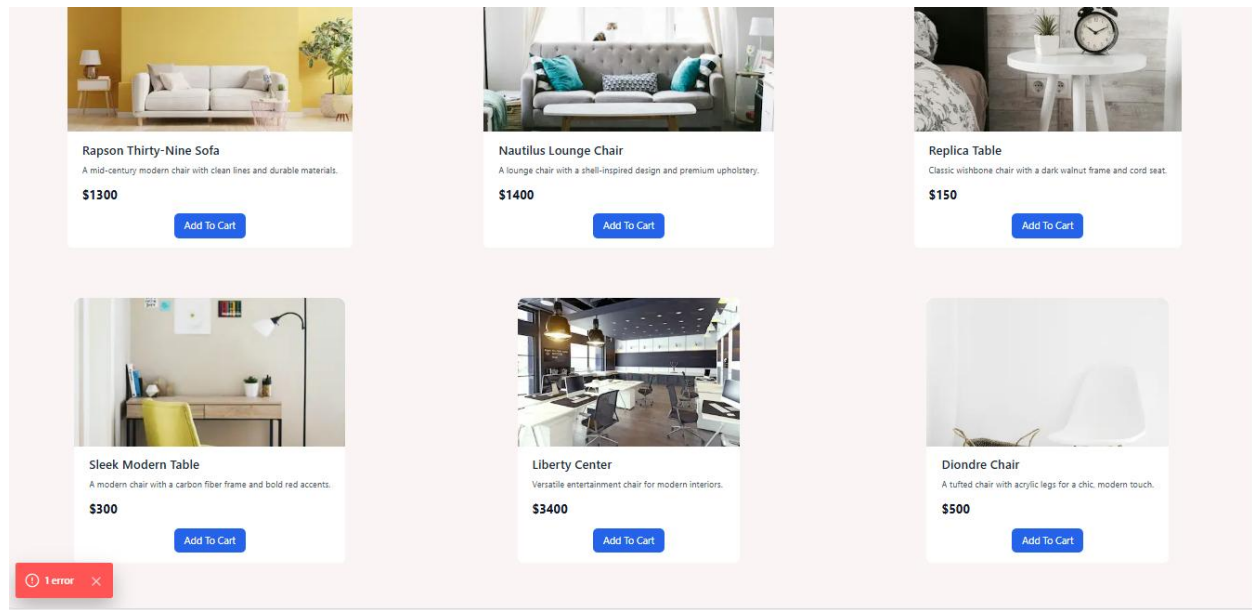 Rapson Thirty-Nine Sofa
A mid-century modern chair with clean lines and durable materials.
$1300
Add To Cart
Nautilus Lounge Chair
A lounge chair with a shell-inspired design and premium upholstery.
$1400
Add To Cart
Replica Table
Classic wishbone chair with a dark walnut frame and cord seat.
$150
Add To Cart
Sleek Modern Table
A modern chair with a carbon fiber frame and bold red accents.
$300
Add To Cart
Liberty Center
Versatile entertainment chair for modern interiors.
$3400
Add To Cart
Diondre Chair
A tufted chair with acrylic legs for a chic, modern touch.
$500
Add To Cart
1 error